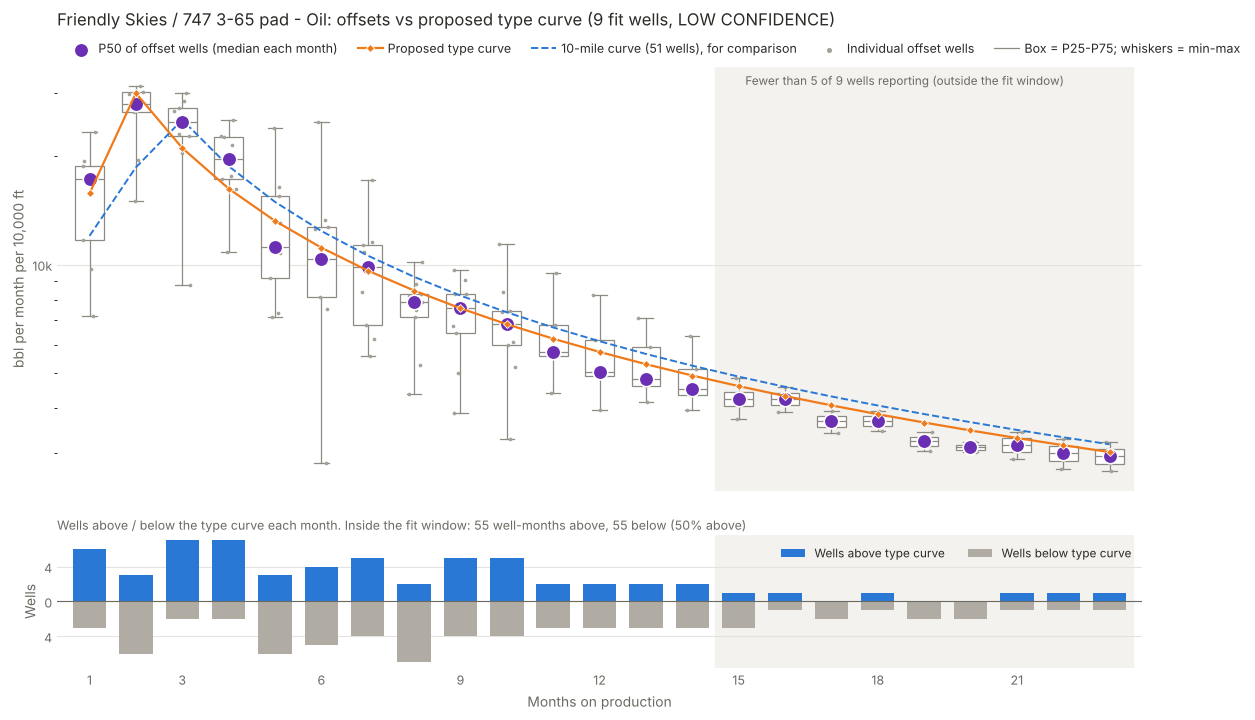 Friendly Skies / 747 3-65 pad - Oil: offsets vs proposed type curve (9 fit wells, LOW CONFIDENCE)
P50 of offset wells (median each month) Proposed type curve 10-mile curve (51 wells), for comparison Individual offset wells Box = P25-P75; whiskers = min-max
Fewer than 5 of 9 wells reporting (outside the fit window)
bbl per month per 10,000 ft
10k
Wells above / below the type curve each month. Inside the fit window: 55 well-months above, 55 below (50% above)
Wells above type curve Wells below type curve
Wells
4
0
4
1 3 6 9 12 15 18 21
Months on production